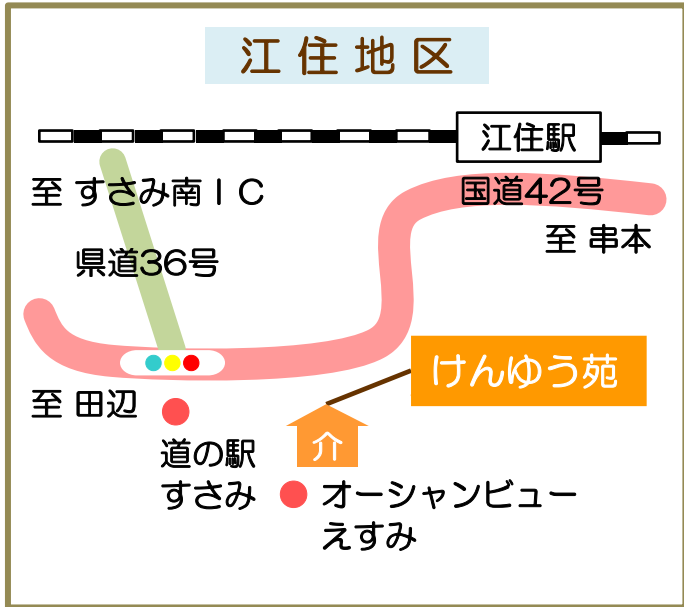 江住地区
江住駅
至 すさみ南IC
国道42号
至 串本
県道36号
けんゆう苑
至 田辺
介
道の駅
すさみ
オーシャンビュー
えすみ